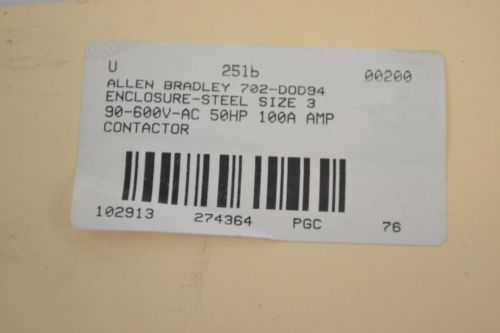 U 251b 00200
ALLEN BRADLEY 702-DOD94
ENCLOSURE-STEEL SIZE 3
90-600V-AC 50HP 100A AMP
CONTACTOR
102913 274364 PGC 76